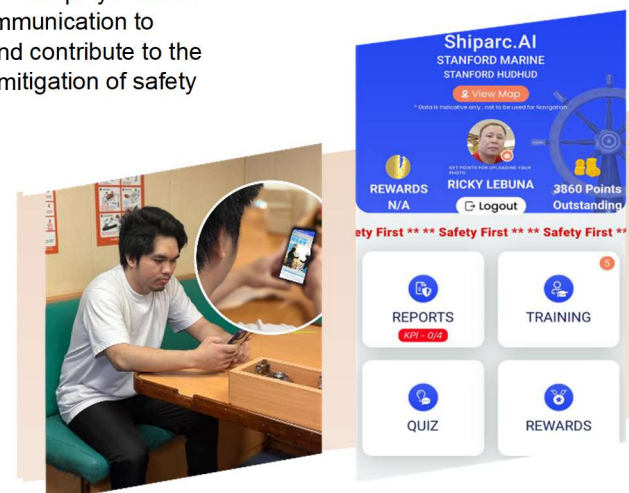 mmunication to
nd contribute to the
mitigation of safety
Shiparc.AI
STANFORD MARINE
STANFORD HUDHUD
View Map
* Data is indicative only , not to be used for Navigation
GET POINTS FOR UPLOADING YOUR
PHOTO
REWARDS
N/A
RICKY LEBUNA
Logout
3860 Points
Outstanding
ety First ** ** Safety First ** ** Safety First **
5
REPORTS
KPI - 0/4
TRAINING
QUIZ
REWARDS